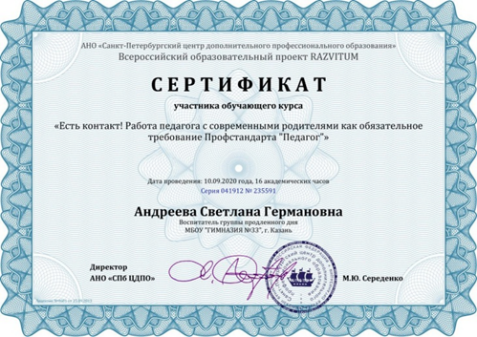 АНО «Санкт-Петербургский центр дополнительного профессионального образования»
Всероссийский образовательный проект RAZVITUM
СЕРТИФИКАТ
участника обучающего курса
«Есть контакт! Работа педагога с современными родителями как обязательное
требование Профстандарта "Педагог"»
Дата проведения: 10.09.2020 года, 16 академических часов
Серия 041912 № 235591
Андреева Светлана Германовна
Воспитатель группы продленного дня
МБОУ "ГИМНАЗИЯ №33", г. Казань
Директор
АНО «СПб ЦДПО»
М.Ю. Середенко